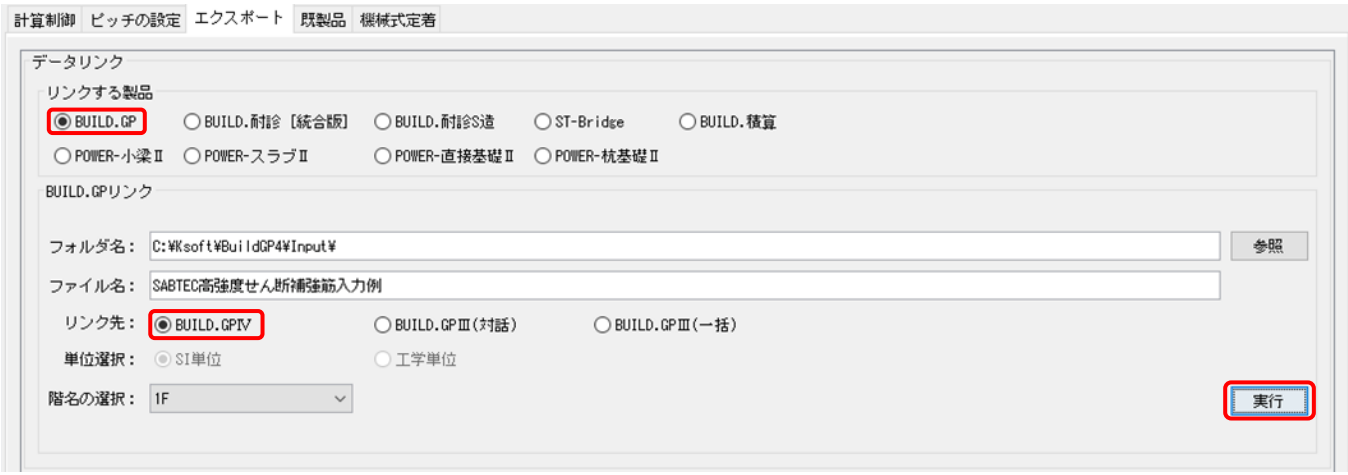 計算制御 ピッチの設定 エクスポート 既製品 機械式定着
データリンク
リンクする製品
BUILD.GP BUILD.耐診［統合版］ BUILD.耐診S造 ST-Bridge BUILD.積算
POWER-小梁Ⅱ POWER-スラブⅡ POWER-直接基礎Ⅱ POWER-杭基礎Ⅱ
BUILD.GPリンク
フォルダ名： C:¥Ksoft¥BuildGP4¥Input¥ 参照
ファイル名： SABTEC高強度せん断補強筋入力例
リンク先： BUILD.GPⅣ BUILD.GPⅢ(対話) BUILD.GPⅢ(一括)
単位選択： SI単位 工学単位
階名の選択： 1F 実行